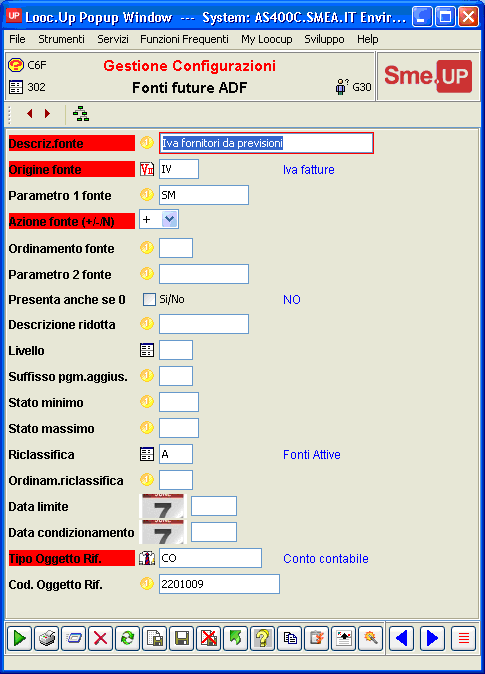 Looc.Up Popup Window --- System: AS400C.SMEA.IT Envir...
File Strumenti Servizi Funzioni Frequenti My Loocup Sviluppo Help
C6F Gestione Configurazioni
302 Fonti future ADF G30
Sme.UP
Descriz.fonte Iva fornitori da previsioni
Origine fonte IV Iva fatture
Parametro 1 fonte SM
Azione fonte (+/-/N) +
Ordinamento fonte
Parametro 2 fonte
Presenta anche se 0 Si/No NO
Descrizione ridotta
Livello
Suffisso pgm.aggius.
Stato minimo
Stato massimo
Riclassifica A Fonti Attive
Ordinam.riclassifica
Data limite 7
Data condizionamento 7
Tipo Oggetto Rif. CO Conto contabile
Cod. Oggetto Rif. 2201009